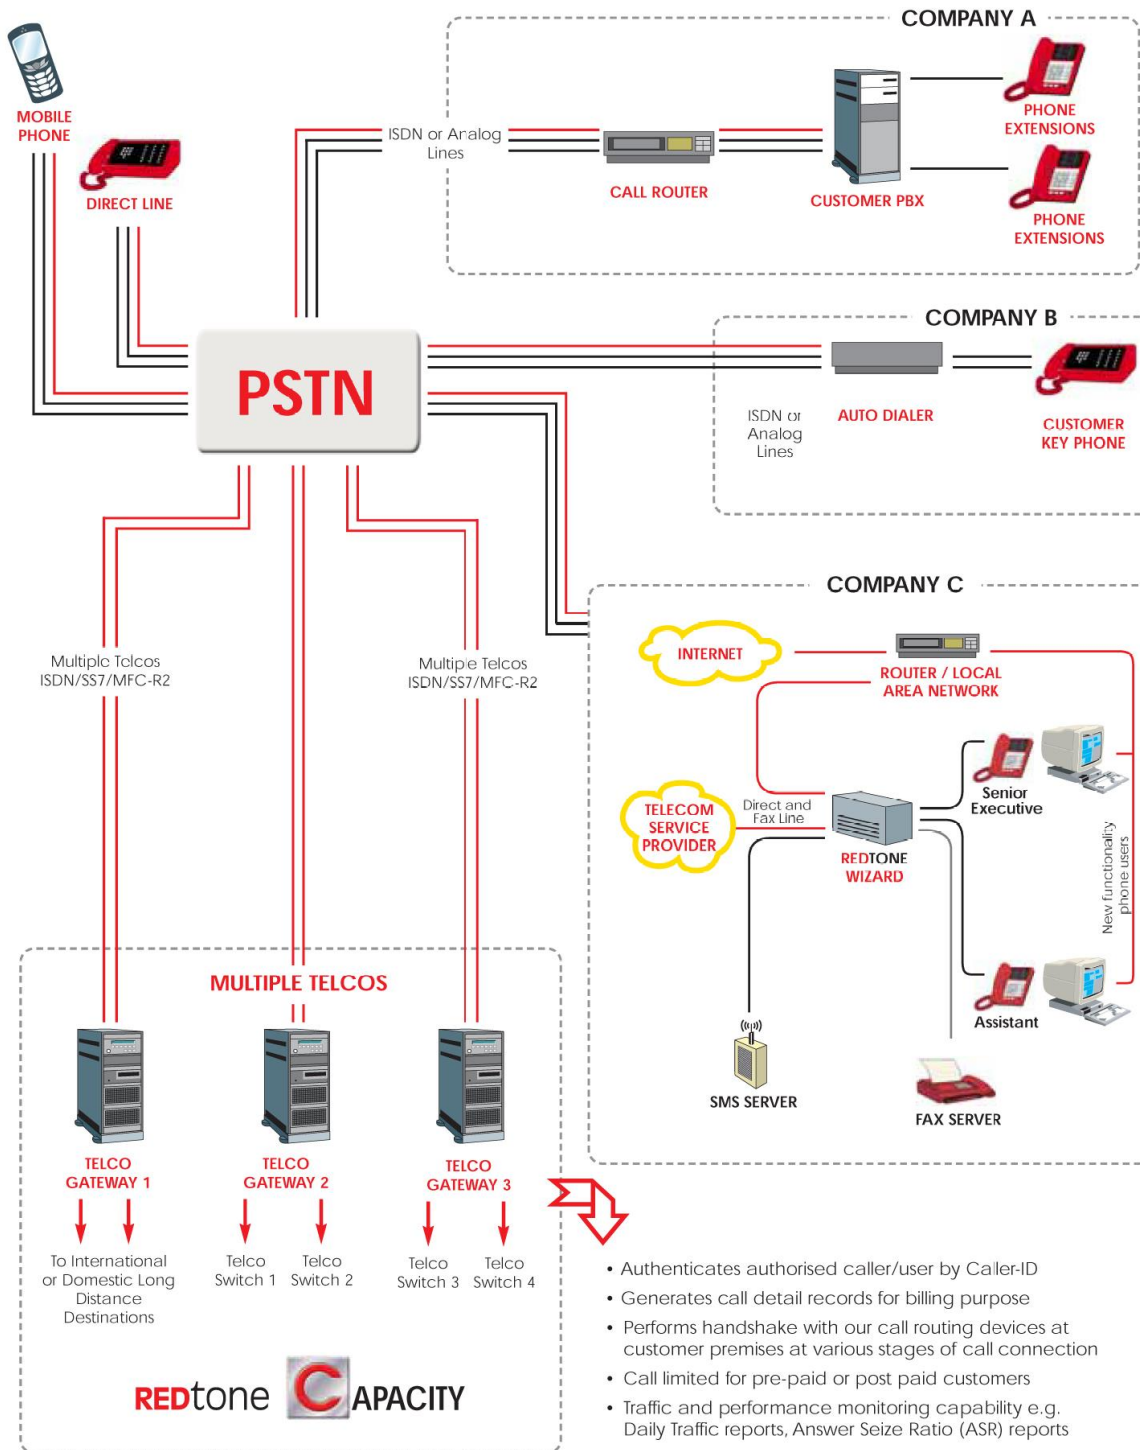 COMPANY A
MOBILE
PHONE
DIRECT LINE
ISDN or Analog
Lines
CALL ROUTER
CUSTOMER PBX
PHONE
EXTENSIONS
PHONE
EXTENSIONS
PSTN
COMPANY B
ISDN or
Analog
Lines
AUTO DIALER
CUSTOMER
KEY PHONE
Multiple Telcos
ISDN/SS7/MFC-R2
Multiple Telcos
ISDN/SS7/MFC-R2
COMPANY C
INTERNET
ROUTER / LOCAL
AREA NETWORK
TELECOM
SERVICE
PROVIDER
Direct and
Fax Line
REDTONE
WIZARD
Senior
Executive
New functionality
phone users
Assistant
SMS SERVER
FAX SERVER
MULTIPLE TELCOS
TELCO
GATEWAY 1
TELCO
GATEWAY 2
TELCO
GATEWAY 3
To International
or Domestic Long
Distance
Destinations
Telco
Switch 1
Telco
Switch 2
Telco
Switch 3
Telco
Switch 4
REDtone CAPACITY
• Authenticates authorised caller/user by Caller-ID
• Generates call detail records for billing purpose
• Performs handshake with our call routing devices at
customer premises at various stages of call connection
• Call limited for pre-paid or post paid customers
• Traffic and performance monitoring capability e.g.
Daily Traffic reports, Answer Seize Ratio (ASR) reports